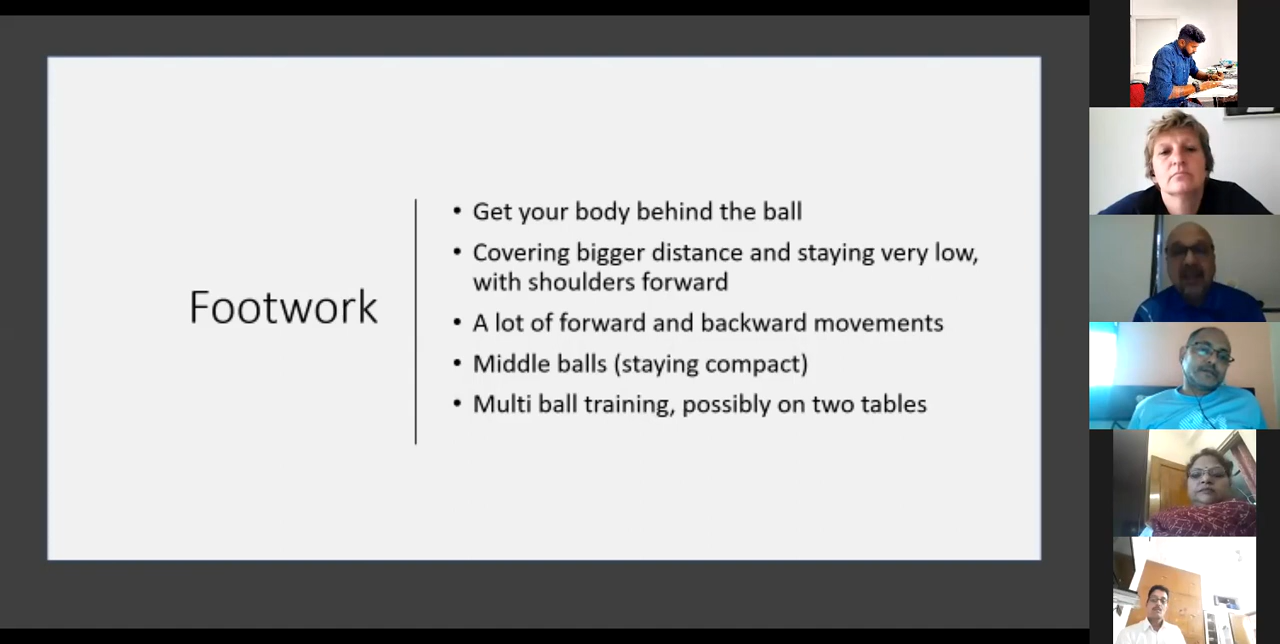 Footwork
• Get your body behind the ball
• Covering bigger distance and staying very low,
with shoulders forward
• A lot of forward and backward movements
• Middle balls (staying compact)
• Multi ball training, possibly on two tables